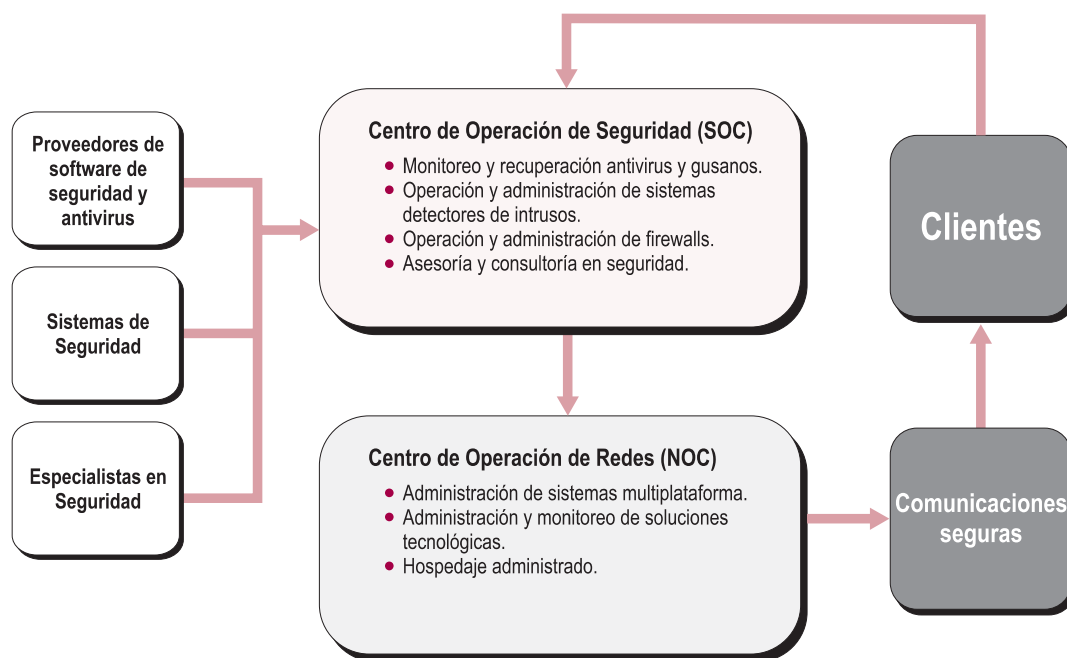 Proveedores de
software de
seguridad y
antivirus
Sistemas de
Seguridad
Especialistas en
Seguridad
Centro de Operación de Seguridad (SOC)
• Monitoreo y recuperación antivirus y gusanos.
• Operación y administración de sistemas
detectores de intrusos.
• Operación y administración de firewalls.
• Asesoría y consultoría en seguridad.
Centro de Operación de Redes (NOC)
• Administración de sistemas multiplataforma.
• Administración y monitoreo de soluciones
tecnológicas.
• Hospedaje administrado.
Clientes
Comunicaciones
seguras